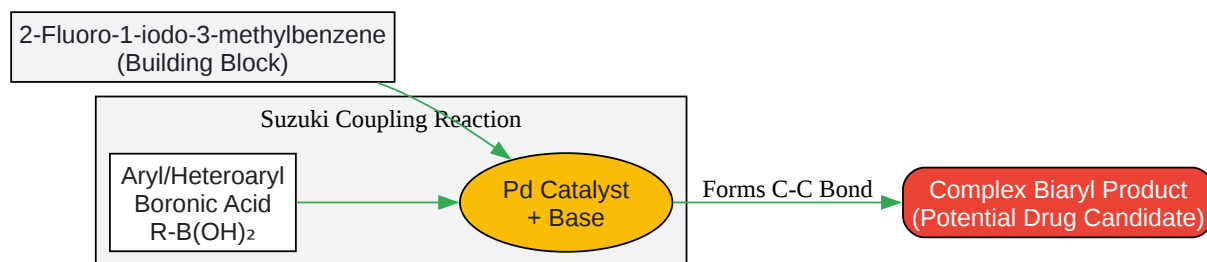 2-Fluoro-1-iodo-3-methylbenzene
(Building Block)
Suzuki Coupling Reaction
Aryl/Heteroaryl
Boronic Acid
R-B(OH)₂
Pd Catalyst
+ Base
Forms C-C Bond
Complex Biaryl Product
(Potential Drug Candidate)